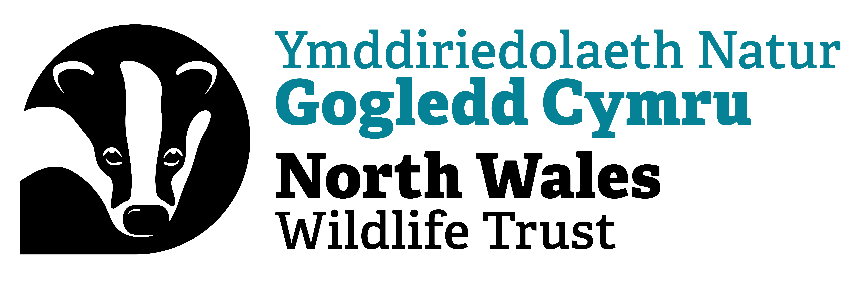 Ymddiriedolaeth Natur
Gogledd Cymru
North Wales
Wildlife Trust